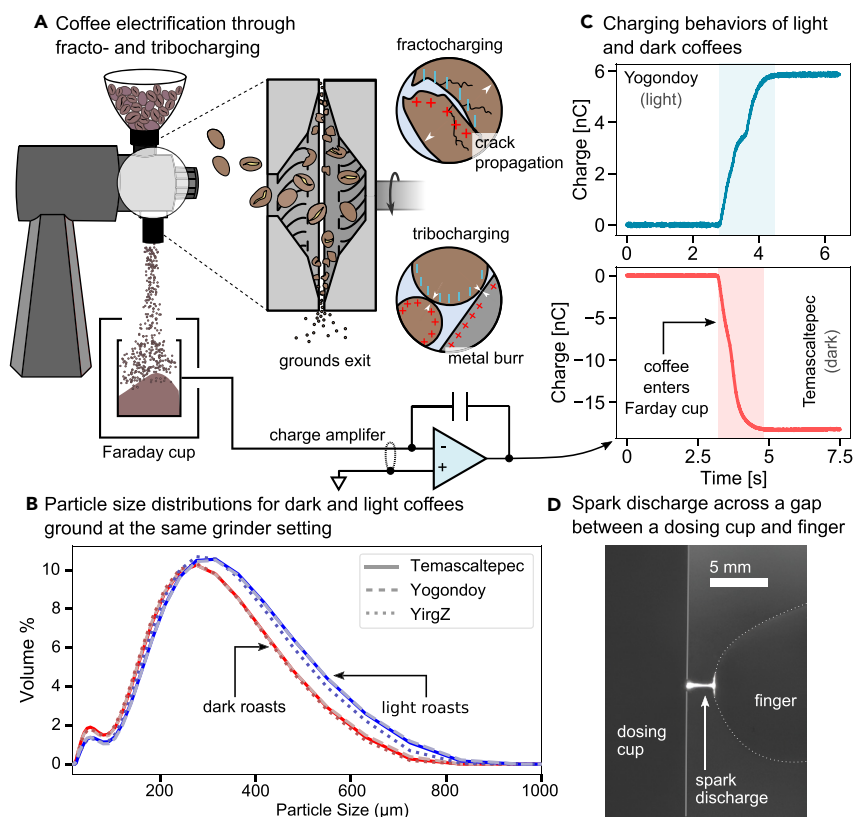 A Coffee electrification through
fracto- and tribocharging
fractocharging
crack
propagation
tribocharging
metal burr
grounds exit
Faraday cup
charge amplifer
-
+
C Charging behaviors of light
and dark coffees
Yogondoy
(light)
Charge [nC]
6
4
2
0
0
2
4
6
Charge [nC]
0
−5
−10
−15
coffee
enters
Farday cup
Temascaltepec
(dark)
0
2.5
5
7.5
Time [s]
B Particle size distributions for dark and light coffees
ground at the same grinder setting
Volume %
10
8
6
4
2
0
Temascaltepec
Yogondoy
YirgZ
dark roasts
light roasts
200
400
600
800
1000
Particle Size (μm)
D Spark discharge across a gap
between a dosing cup and finger
5 mm
finger
dosing
cup
spark
discharge